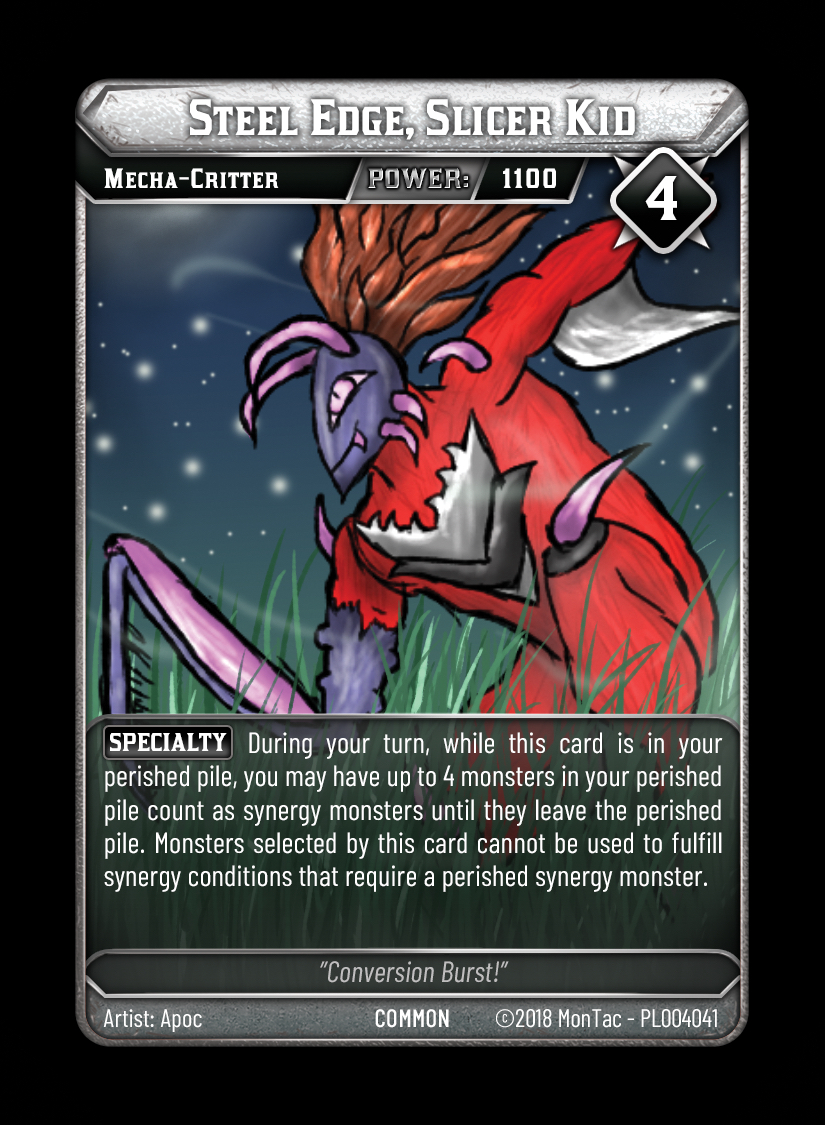 Steel Edge, Slicer Kid
Mecha-Critter POWER: 1100
4
SPECIALTY During your turn, while this card is in your
perished pile, you may have up to 4 monsters in your perished
pile count as synergy monsters until they leave the perished
pile. Monsters selected by this card cannot be used to fulfill
synergy conditions that require a perished synergy monster.
"Conversion Burst!"
Artist: Apoc COMMON ©2018 MonTac - PL004041